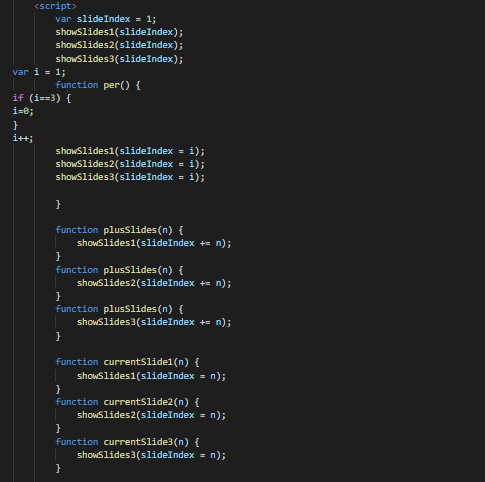 <script>
var slideIndex = 1;
showSlides1(slideIndex);
showSlides2(slideIndex);
showSlides3(slideIndex);
var i = 1;
function per() {
if (i==3) {
i=0;
}
i++;
showSlides1(slideIndex = i);
showSlides2(slideIndex = i);
showSlides3(slideIndex = i);
}
function plusSlides(n) {
showSlides1(slideIndex += n);
}
function plusSlides(n) {
showSlides2(slideIndex += n);
}
function plusSlides(n) {
showSlides3(slideIndex += n);
}
function currentSlide1(n) {
showSlides1(slideIndex = n);
}
function currentSlide2(n) {
showSlides2(slideIndex = n);
}
function currentSlide3(n) {
showSlides3(slideIndex = n);
}